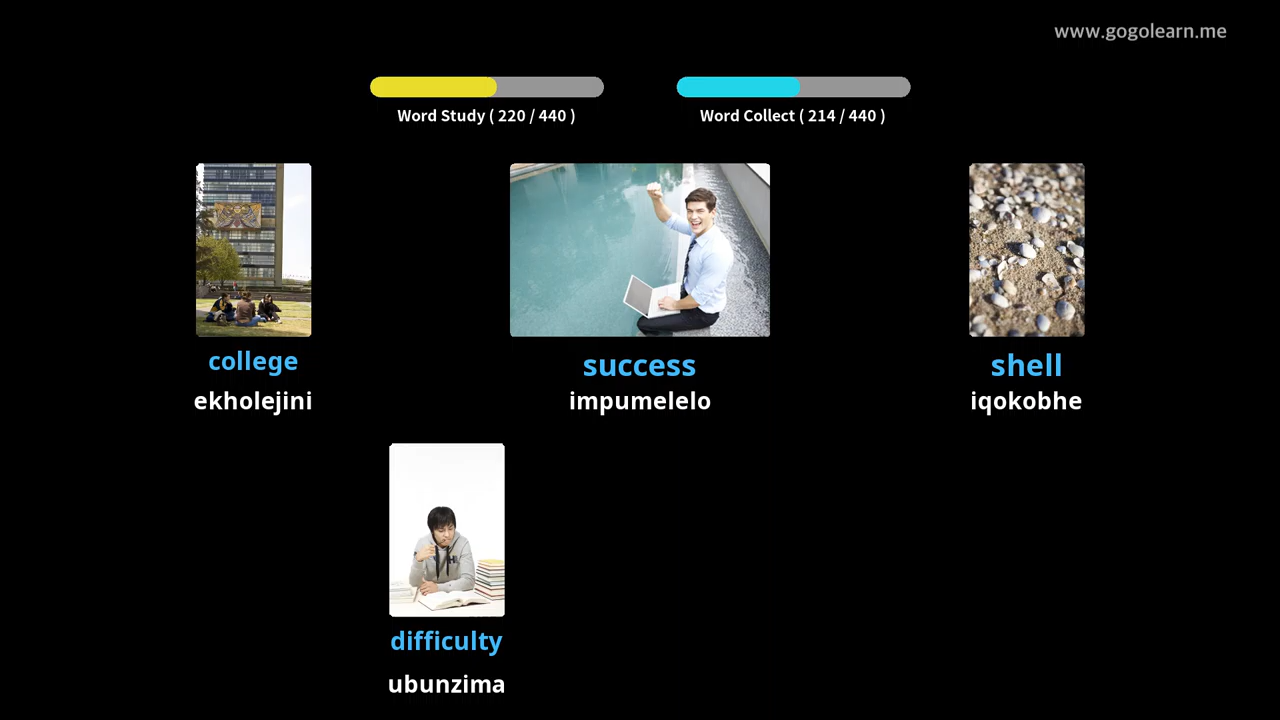 www.gogolearn.me
Word Study ( 220 / 440 )
Word Collect ( 214 / 440 )
college
ekholejini
success
impumelelo
shell
iqokobhe
difficulty
ubunzima